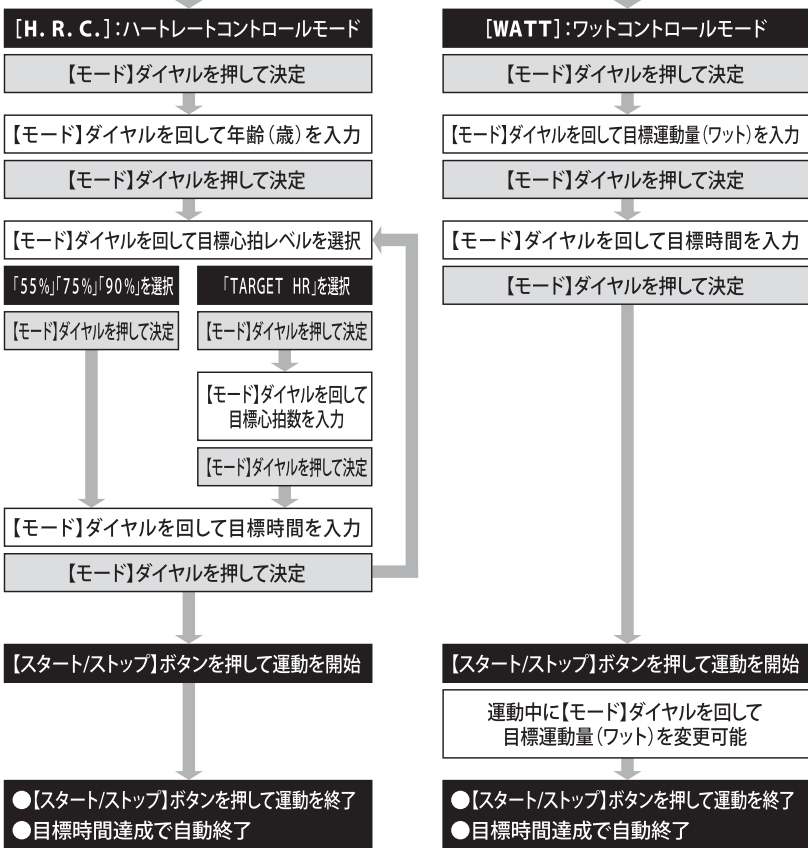 [H. R. C.]:ハートレートコントロールモード
【モード】ダイヤルを押して決定
【モード】ダイヤルを回して年齢(歳)を入力
【モード】ダイヤルを押して決定
【モード】ダイヤルを回して目標心拍レベルを選択
「55%」「75%」「90%」を選択
【モード】ダイヤルを押して決定
「TARGET HR」を選択
【モード】ダイヤルを押して決定
【モード】ダイヤルを回して
目標心拍数を入力
【モード】ダイヤルを押して決定
【モード】ダイヤルを回して目標時間を入力
【モード】ダイヤルを押して決定
【スタート/ストップ】ボタンを押して運動を開始
●【スタート/ストップ】ボタンを押して運動を終了
●目標時間達成で自動終了
[WATT]:ワットコントロールモード
【モード】ダイヤルを押して決定
【モード】ダイヤルを回して目標運動量(ワット)を入力
【モード】ダイヤルを押して決定
【モード】ダイヤルを回して目標時間を入力
【モード】ダイヤルを押して決定
【スタート/ストップ】ボタンを押して運動を開始
運動中に【モード】ダイヤルを回して
目標運動量(ワット)を変更可能
●【スタート/ストップ】ボタンを押して運動を終了
●目標時間達成で自動終了